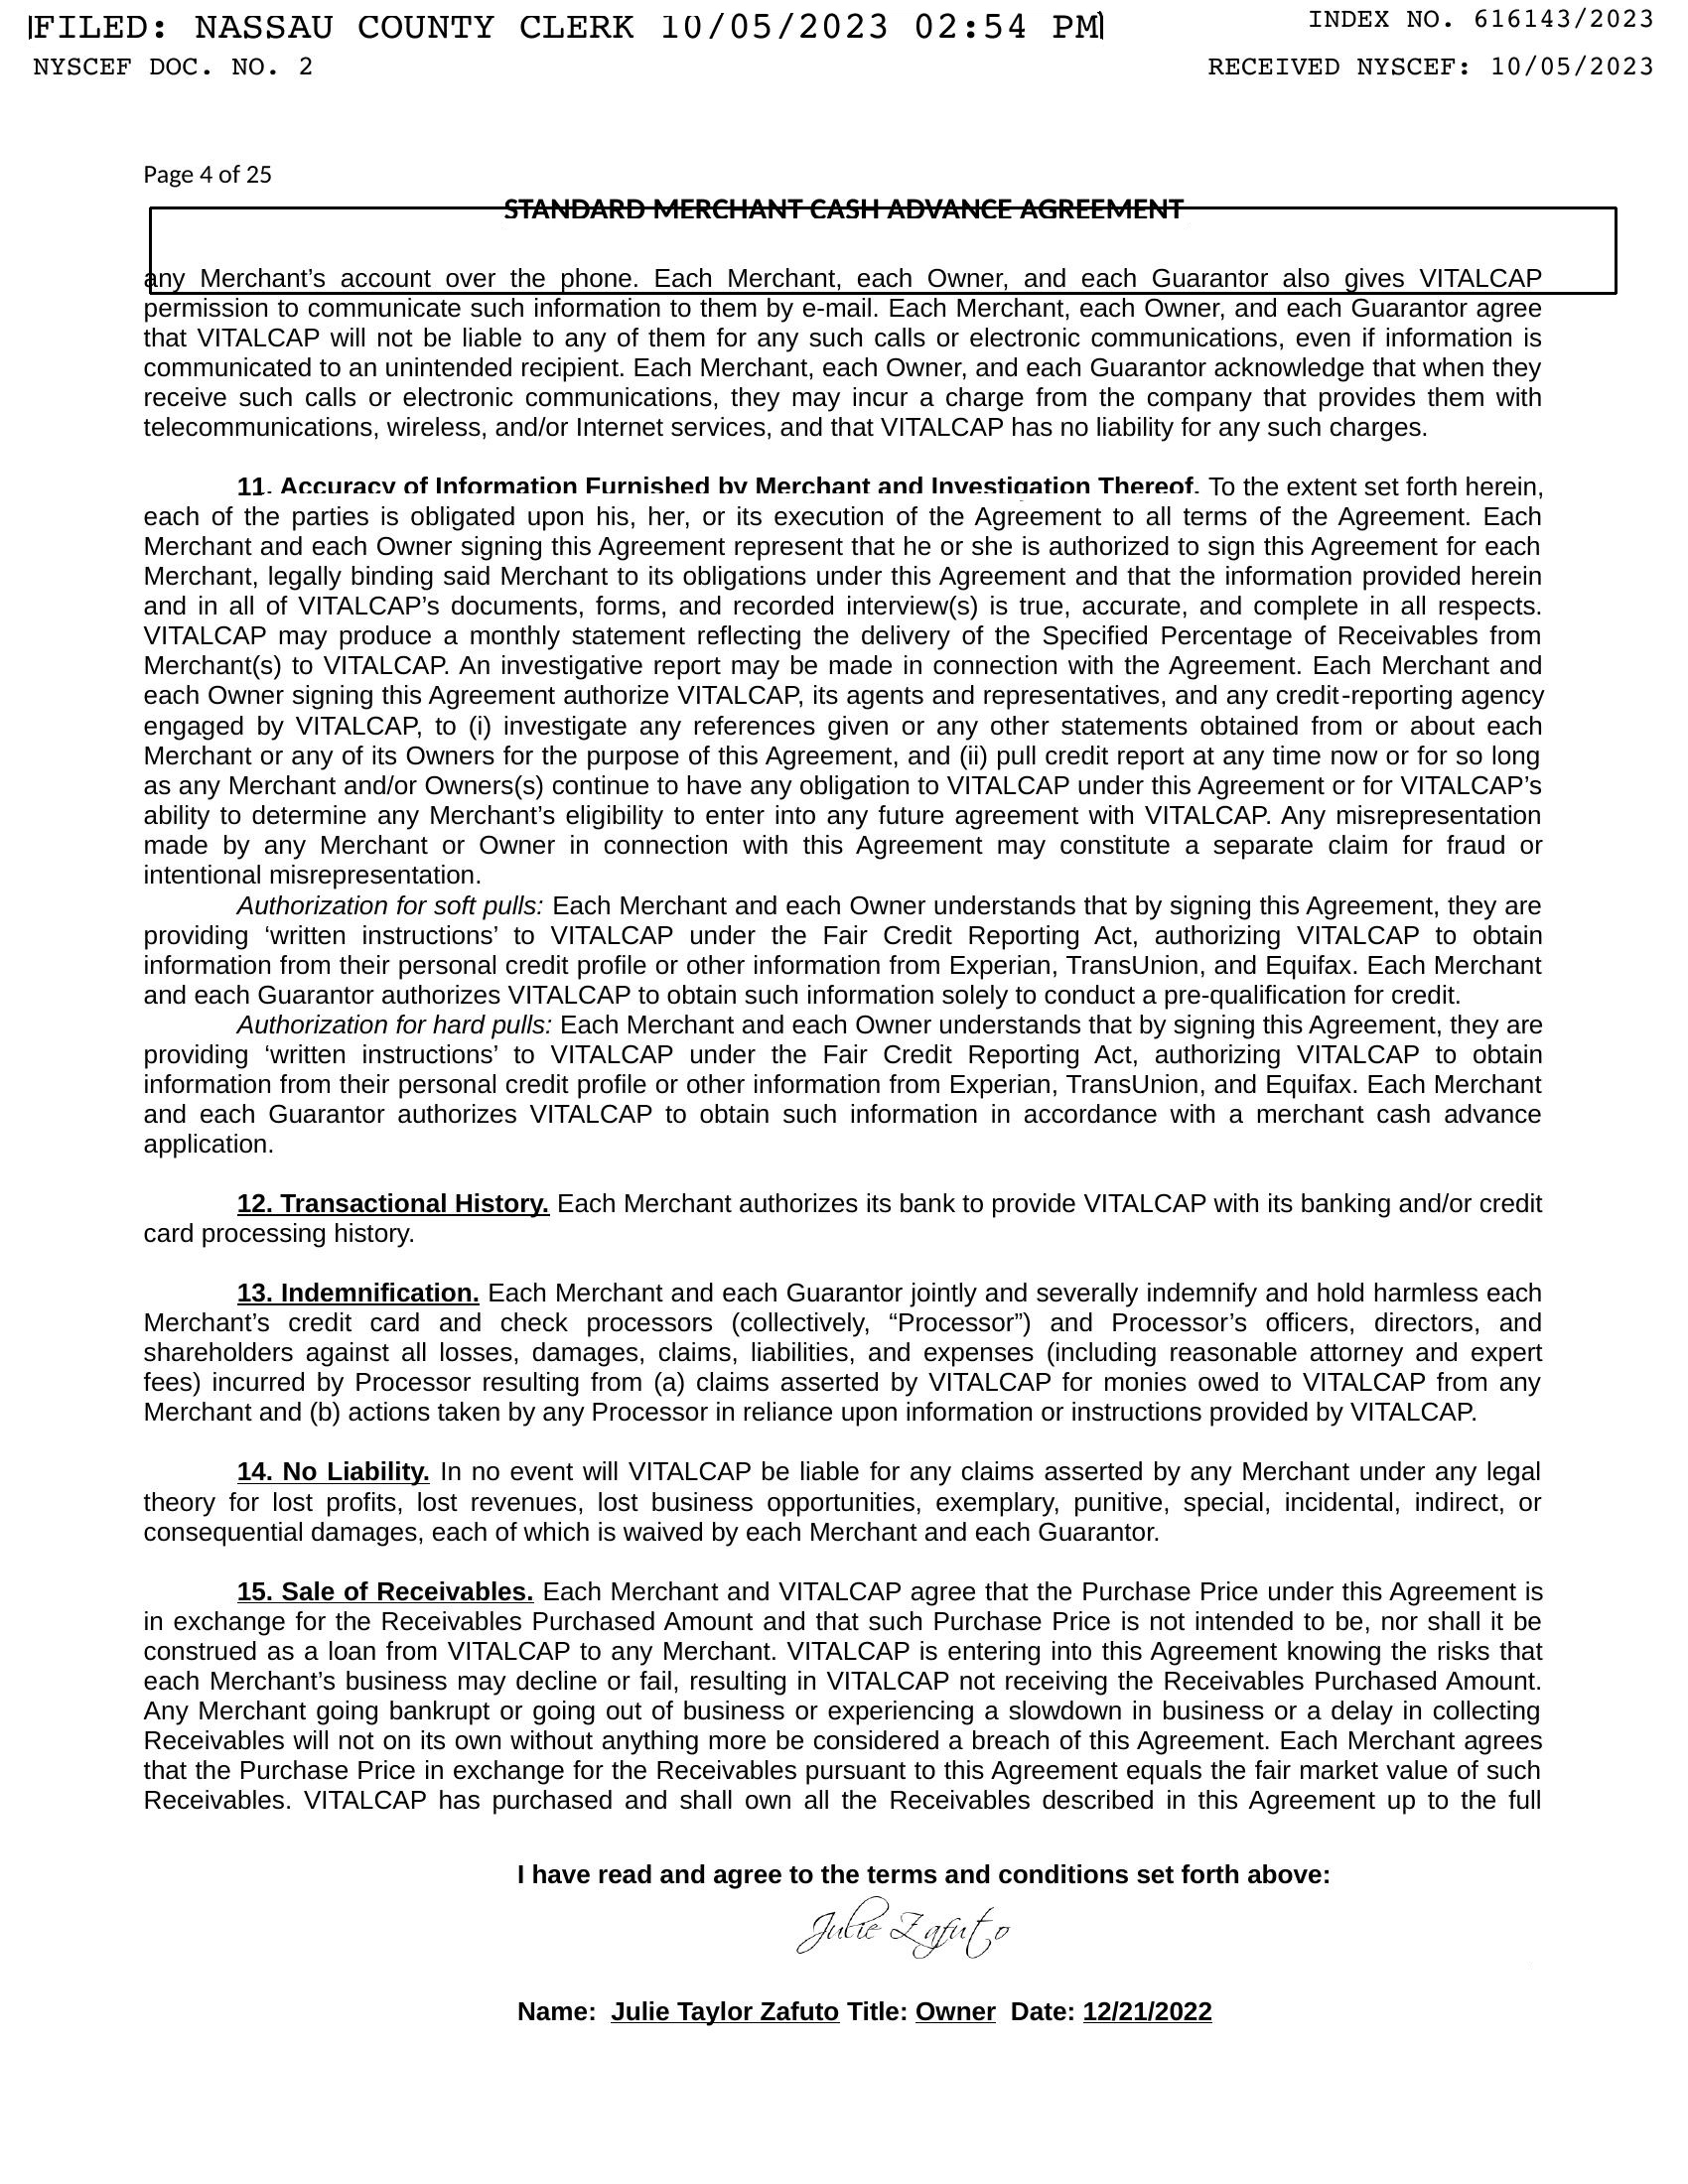 FILED: NASSAU COUNTY CLERK 10/05/2023 02:54 PM
INDEX NO. 616143/2023
NYSCEF DOC. NO. 2
RECEIVED NYSCEF: 10/05/2023
Page 4 of 25
STANDARD MERCHANT CASH ADVANCE AGREEMENT
any Merchant’s account over the phone. Each Merchant, each Owner, and each Guarantor also gives VITALCAP
permission to communicate such information to them by e-mail. Each Merchant, each Owner, and each Guarantor agree
that VITALCAP will not be liable to any of them for any such calls or electronic communications, even if information is
communicated to an unintended recipient. Each Merchant, each Owner, and each Guarantor acknowledge that when they
receive such calls or electronic communications, they may incur a charge from the company that provides them with
telecommunications, wireless, and/or Internet services, and that VITALCAP has no liability for any such charges.
11. Accuracy of Information Furnished by Merchant and Investigation Thereof. To the extent set forth herein,
each of the parties is obligated upon his, her, or its execution of the Agreement to all terms of the Agreement. Each
Merchant and each Owner signing this Agreement represent that he or she is authorized to sign this Agreement for each
Merchant, legally binding said Merchant to its obligations under this Agreement and that the information provided herein
and in all of VITALCAP’s documents, forms, and recorded interview(s) is true, accurate, and complete in all respects.
VITALCAP may produce a monthly statement reflecting the delivery of the Specified Percentage of Receivables from
Merchant(s) to VITALCAP. An investigative report may be made in connection with the Agreement. Each Merchant and
each Owner signing this Agreement authorize VITALCAP, its agents and representatives, and any credit-reporting agency
engaged by VITALCAP, to (i) investigate any references given or any other statements obtained from or about each
Merchant or any of its Owners for the purpose of this Agreement, and (ii) pull credit report at any time now or for so long
as any Merchant and/or Owners(s) continue to have any obligation to VITALCAP under this Agreement or for VITALCAP’s
ability to determine any Merchant’s eligibility to enter into any future agreement with VITALCAP. Any misrepresentation
made by any Merchant or Owner in connection with this Agreement may constitute a separate claim for fraud or
intentional misrepresentation.
Authorization for soft pulls: Each Merchant and each Owner understands that by signing this Agreement, they are
providing ‘written instructions’ to VITALCAP under the Fair Credit Reporting Act, authorizing VITALCAP to obtain
information from their personal credit profile or other information from Experian, TransUnion, and Equifax. Each Merchant
and each Guarantor authorizes VITALCAP to obtain such information solely to conduct a pre-qualification for credit.
Authorization for hard pulls: Each Merchant and each Owner understands that by signing this Agreement, they are
providing ‘written instructions’ to VITALCAP under the Fair Credit Reporting Act, authorizing VITALCAP to obtain
information from their personal credit profile or other information from Experian, TransUnion, and Equifax. Each Merchant
and each Guarantor authorizes VITALCAP to obtain such information in accordance with a merchant cash advance
application.
12. Transactional History. Each Merchant authorizes its bank to provide VITALCAP with its banking and/or credit
card processing history.
13. Indemnification. Each Merchant and each Guarantor jointly and severally indemnify and hold harmless each
Merchant’s credit card and check processors (collectively, “Processor”) and Processor’s officers, directors, and
shareholders against all losses, damages, claims, liabilities, and expenses (including reasonable attorney and expert
fees) incurred by Processor resulting from (a) claims asserted by VITALCAP for monies owed to VITALCAP from any
Merchant and (b) actions taken by any Processor in reliance upon information or instructions provided by VITALCAP.
14. No Liability. In no event will VITALCAP be liable for any claims asserted by any Merchant under any legal
theory for lost profits, lost revenues, lost business opportunities, exemplary, punitive, special, incidental, indirect, or
consequential damages, each of which is waived by each Merchant and each Guarantor.
15. Sale of Receivables. Each Merchant and VITALCAP agree that the Purchase Price under this Agreement is
in exchange for the Receivables Purchased Amount and that such Purchase Price is not intended to be, nor shall it be
construed as a loan from VITALCAP to any Merchant. VITALCAP is entering into this Agreement knowing the risks that
each Merchant’s business may decline or fail, resulting in VITALCAP not receiving the Receivables Purchased Amount.
Any Merchant going bankrupt or going out of business or experiencing a slowdown in business or a delay in collecting
Receivables will not on its own without anything more be considered a breach of this Agreement. Each Merchant agrees
that the Purchase Price in exchange for the Receivables pursuant to this Agreement equals the fair market value of such
Receivables. VITALCAP has purchased and shall own all the Receivables described in this Agreement up to the full
I have read and agree to the terms and conditions set forth above:
Julie Zafuto
Name: Julie Taylor Zafuto Title: Owner Date: 12/21/2022